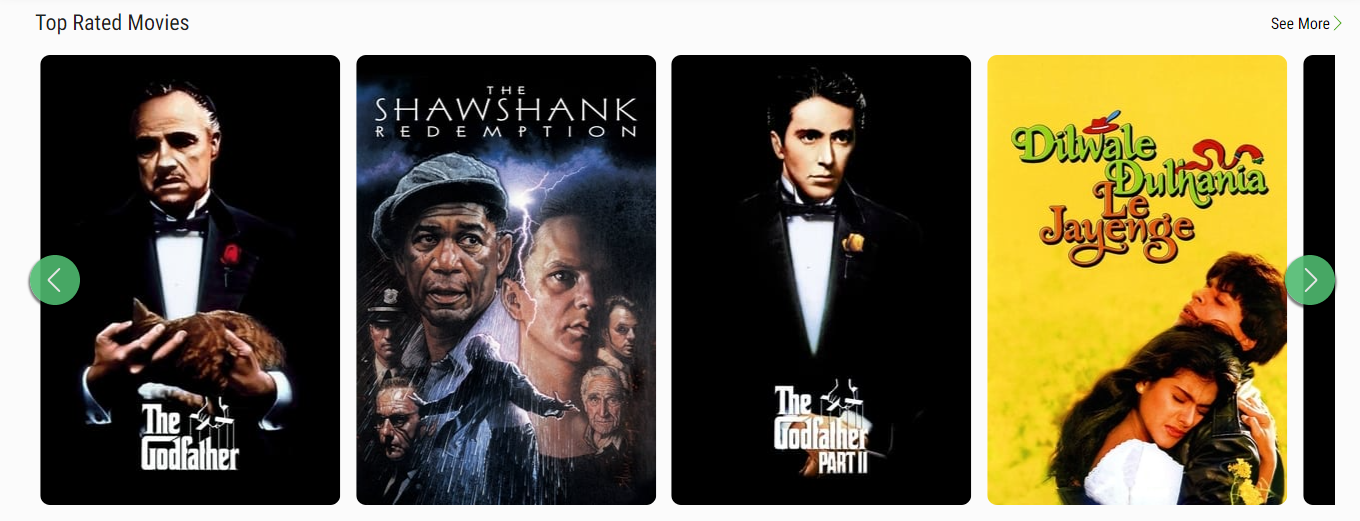 Top Rated Movies
See More
The
Godfather
THE
SHAWSHANK
REDEMPTION
The
Godfather
PART II
Dilwale
Dulhania
Le
Jayenge